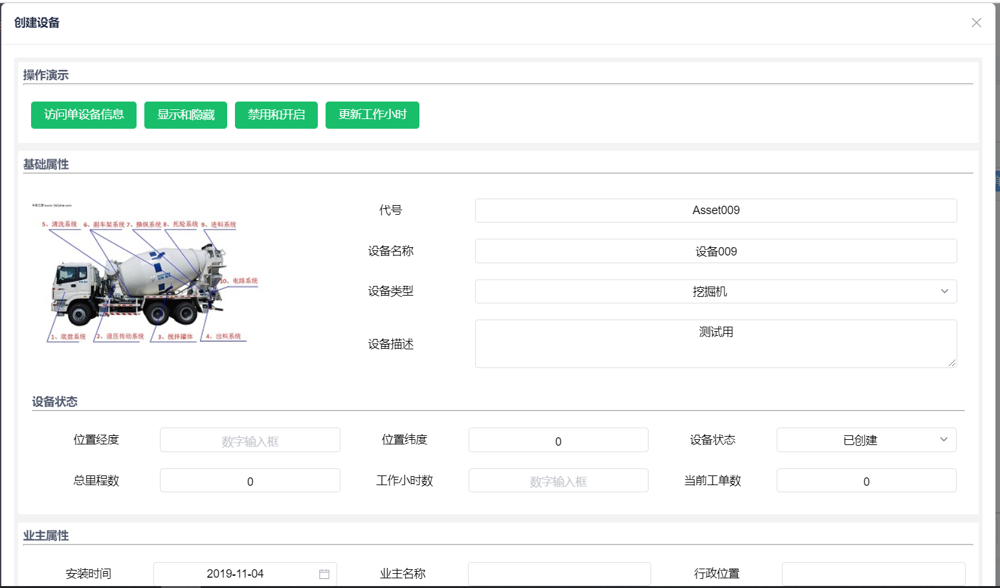 创建设备
操作演示
访问单设备信息 显示和隐藏 禁用和开启 更新工作小时
基础属性
5、清洗系统 6、副车架系统 7、操纵系统 8、托轮系统 9、进料系统
10、电路系统
1、底盘系统 2、液压传动系统 3、搅拌罐体 4、出料系统
代号 Asset009
设备名称 设备009
设备类型 挖掘机
设备描述 测试用
设备状态
位置经度 数字输入框 位置纬度 0 设备状态 已创建
总里程数 0 工作小时数 数字输入框 当前工单数 0
业主属性
安装时间 2019-11-04 业主名称 行政位置